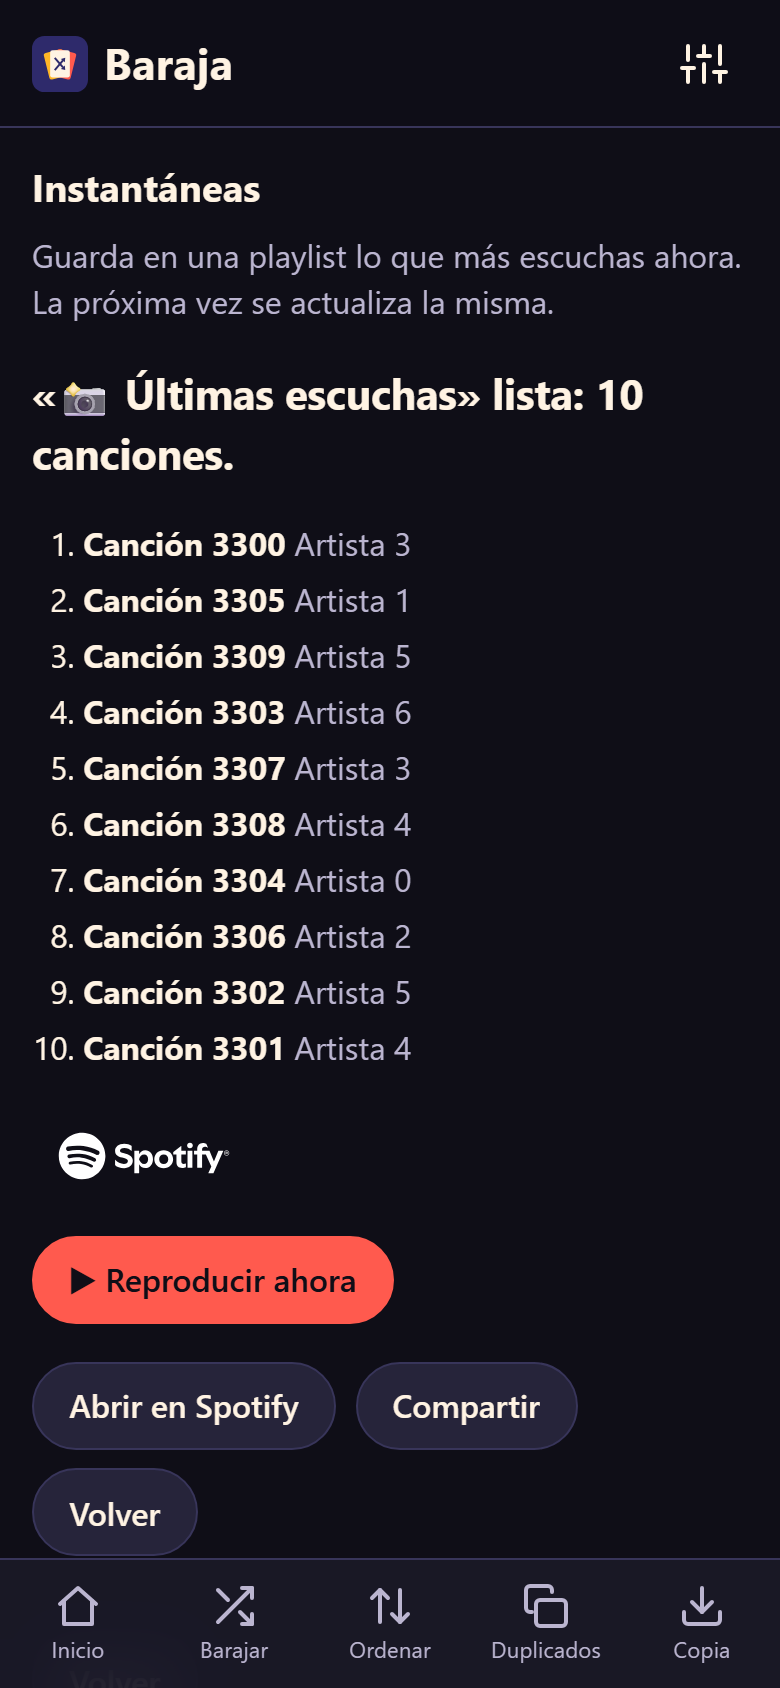 Baraja
Instantáneas
Guarda en una playlist lo que más escuchas ahora.
La próxima vez se actualiza la misma.
«📸 Últimas escuchas» lista: 10
canciones.
1. Canción 3300 Artista 3
2. Canción 3305 Artista 1
3. Canción 3309 Artista 5
4. Canción 3303 Artista 6
5. Canción 3307 Artista 3
6. Canción 3308 Artista 4
7. Canción 3304 Artista 0
8. Canción 3306 Artista 2
9. Canción 3302 Artista 5
10. Canción 3301 Artista 4
Spotify®
▶ Reproducir ahora
Abrir en Spotify Compartir
Volver
Inicio Barajar Ordenar Duplicados Copia
Volver